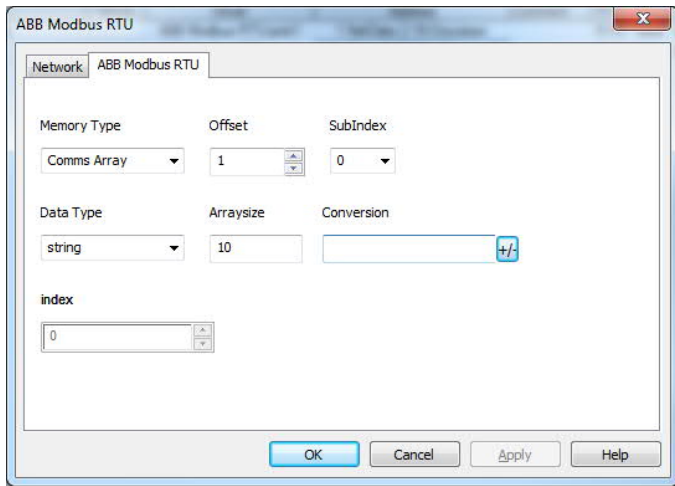 ABB Modbus RTU
Network ABB Modbus RTU
Memory Type Offset SubIndex
Comms Array 1 0
Data Type Arraysize Conversion
string 10 +/-
index
0
OK Cancel Apply Help